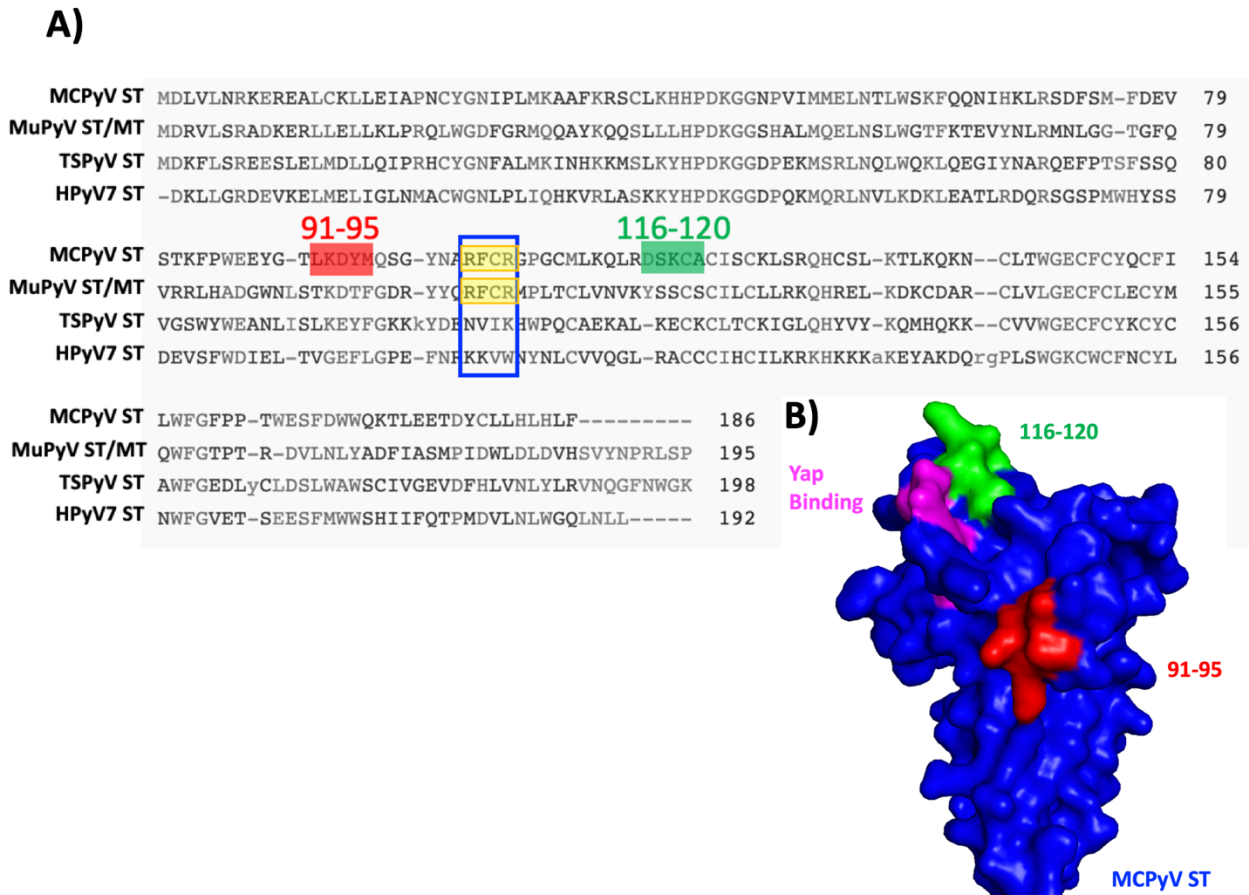 A)
MCPyV ST MDLVLNRKEREALCKLLEIAPNCYGNIPLMKAAFKRSCLKHHPDKGGNPVIMMELNTLWSKFQQNIHKLRSDFSM-FDEV 79
MuPyV ST/MT MDRVLSRADKERLLELLKLPRQLWGDFGRMQQAYKQQSLLLHPDKGGSHALMQELNSLWGTFKTEVYNLRMNLGG-TGFQ 79
TSPyV ST MDKFLSREESLELMDLLQIPRHCYGNFALMKINHKKMSLKYHPDKGGDPEKMSRLNQLWQKLQEGIYNARQEFPTSFSSQ 80
HPyV7 ST -DKLLGRDEVKELMELIGLNMACWGNLPLIQHKVRLASKKYHPDKGGDPQKMQRLNVLKDKLEATLRDQRSGSPMWHYSS 79
91-95 116-120
MCPyV ST STKFPWEEYG-TLKDYMQSG-YNARFCRGPGCMLKQLRDSKCACISCKLSRQHCSL-KTLKQKN--CLTWGECFCYQCFI 154
MuPyV ST/MT VRRLHADGWNLSTKDTFGDR-YYQRFCRMPLTCLVNVKYSSCSCILCLLRKQHREL-KDKCDAR--CLVLGECFCLECYM 155
TSPyV ST VGSWYWEANLISLKEYFGKKkYDENVIKHWPQCAEKAL-KECKCLTCKIGLQHYVY-KQMHQKK--CVVWGECFCYKCYC 156
HPyV7 ST DEVSFWDIEL-TVGEFLGPE-FNRKKVWNYNLCVVQGL-RACCCIHCILKRKHKKKaKEYAKDQrgPLSWGKCWCFNCYL 156
MCPyV ST LWFGFPP-TWESFDWWQKTLEETDYCLLHLHLF--------- 186
MuPyV ST/MT QWFGTPT-R-DVLNLYADFIASMPIDWLDLDVHSVYNPRLSP 195
TSPyV ST AWFGEDLyCLDSLWAWSCIVGEVDFHLVNLYLRVNQGFNWGK 198
HPyV7 ST NWFGVET-SEESFMWWSHIIFQTPMDVLNLWGQLNLL----- 192
B)
116-120
Yap
Binding
91-95
MCPyV ST